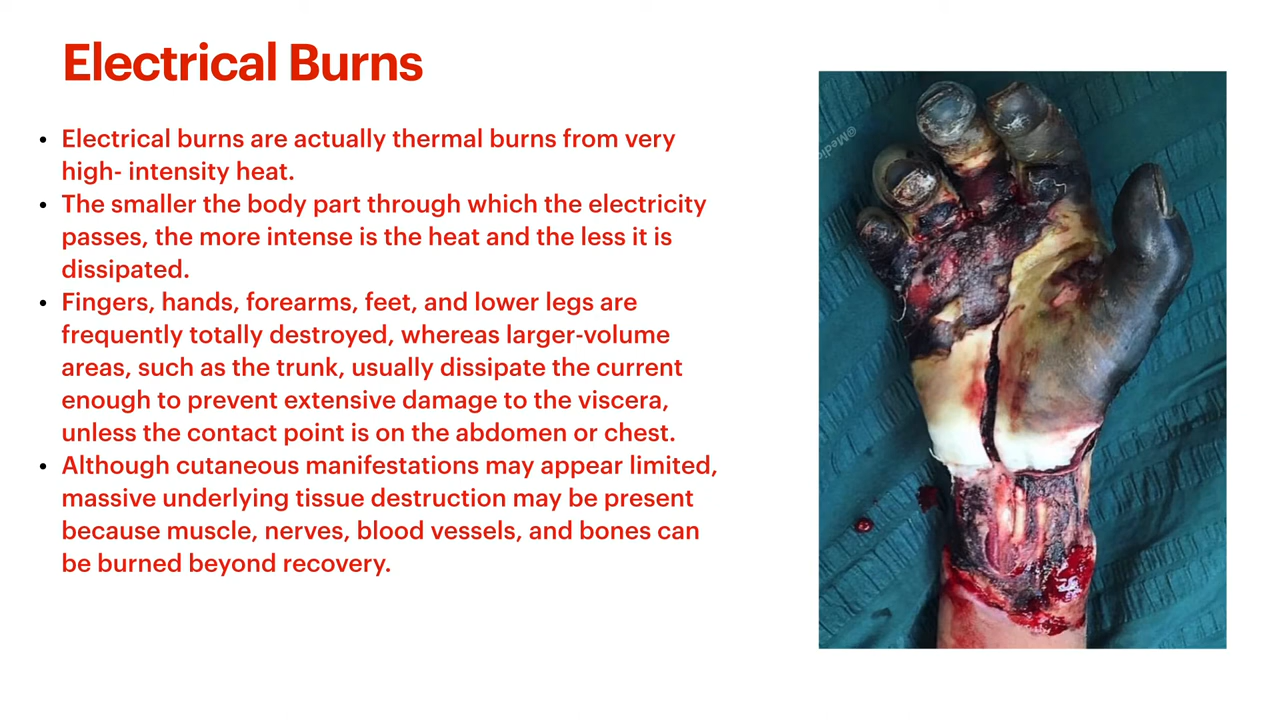 Electrical Burns
• Electrical burns are actually thermal burns from very
high- intensity heat.
• The smaller the body part through which the electricity
passes, the more intense is the heat and the less it is
dissipated.
• Fingers, hands, forearms, feet, and lower legs are
frequently totally destroyed, whereas larger-volume
areas, such as the trunk, usually dissipate the current
enough to prevent extensive damage to the viscera,
unless the contact point is on the abdomen or chest.
• Although cutaneous manifestations may appear limited,
massive underlying tissue destruction may be present
because muscle, nerves, blood vessels, and bones can
be burned beyond recovery.